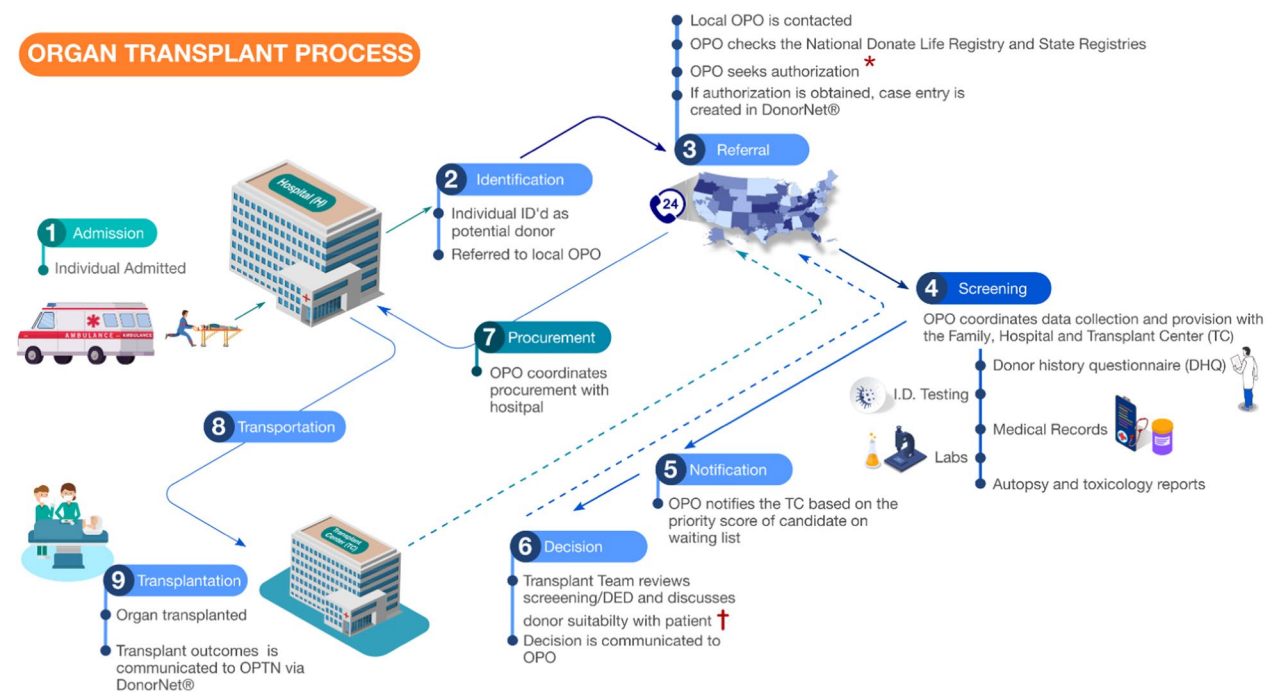 ORGAN TRANSPLANT PROCESS
Local OPO is contacted
OPO checks the National Donate Life Registry and State Registries
OPO seeks authorization *
If authorization is obtained, case entry is
created in DonorNet®
3 Referral
24
Hospital (H)
2 Identification
Individual ID'd as
potential donor
Referred to local OPO
1 Admission
Individual Admitted
AMBULANCE AMBULANCE
4 Screening
OPO coordinates data collection and provision with
the Family, Hospital and Transplant Center (TC)
Donor history questionnaire (DHQ)
I.D. Testing
Medical Records
Labs
Autopsy and toxicology reports
7 Procurement
OPO coordinates
procurement with
hositpal
8 Transportation
5 Notification
OPO notifies the TC based on the
priority score of candidate on
waiting list
6 Decision
Transplant Team reviews
screeening/DED and discusses
donor suitabilty with patient †
Decision is communicated to
OPO
Transplant
Center (TC)
9 Transplantation
Organ transplanted
Transplant outcomes is
communicated to OPTN via
DonorNet®